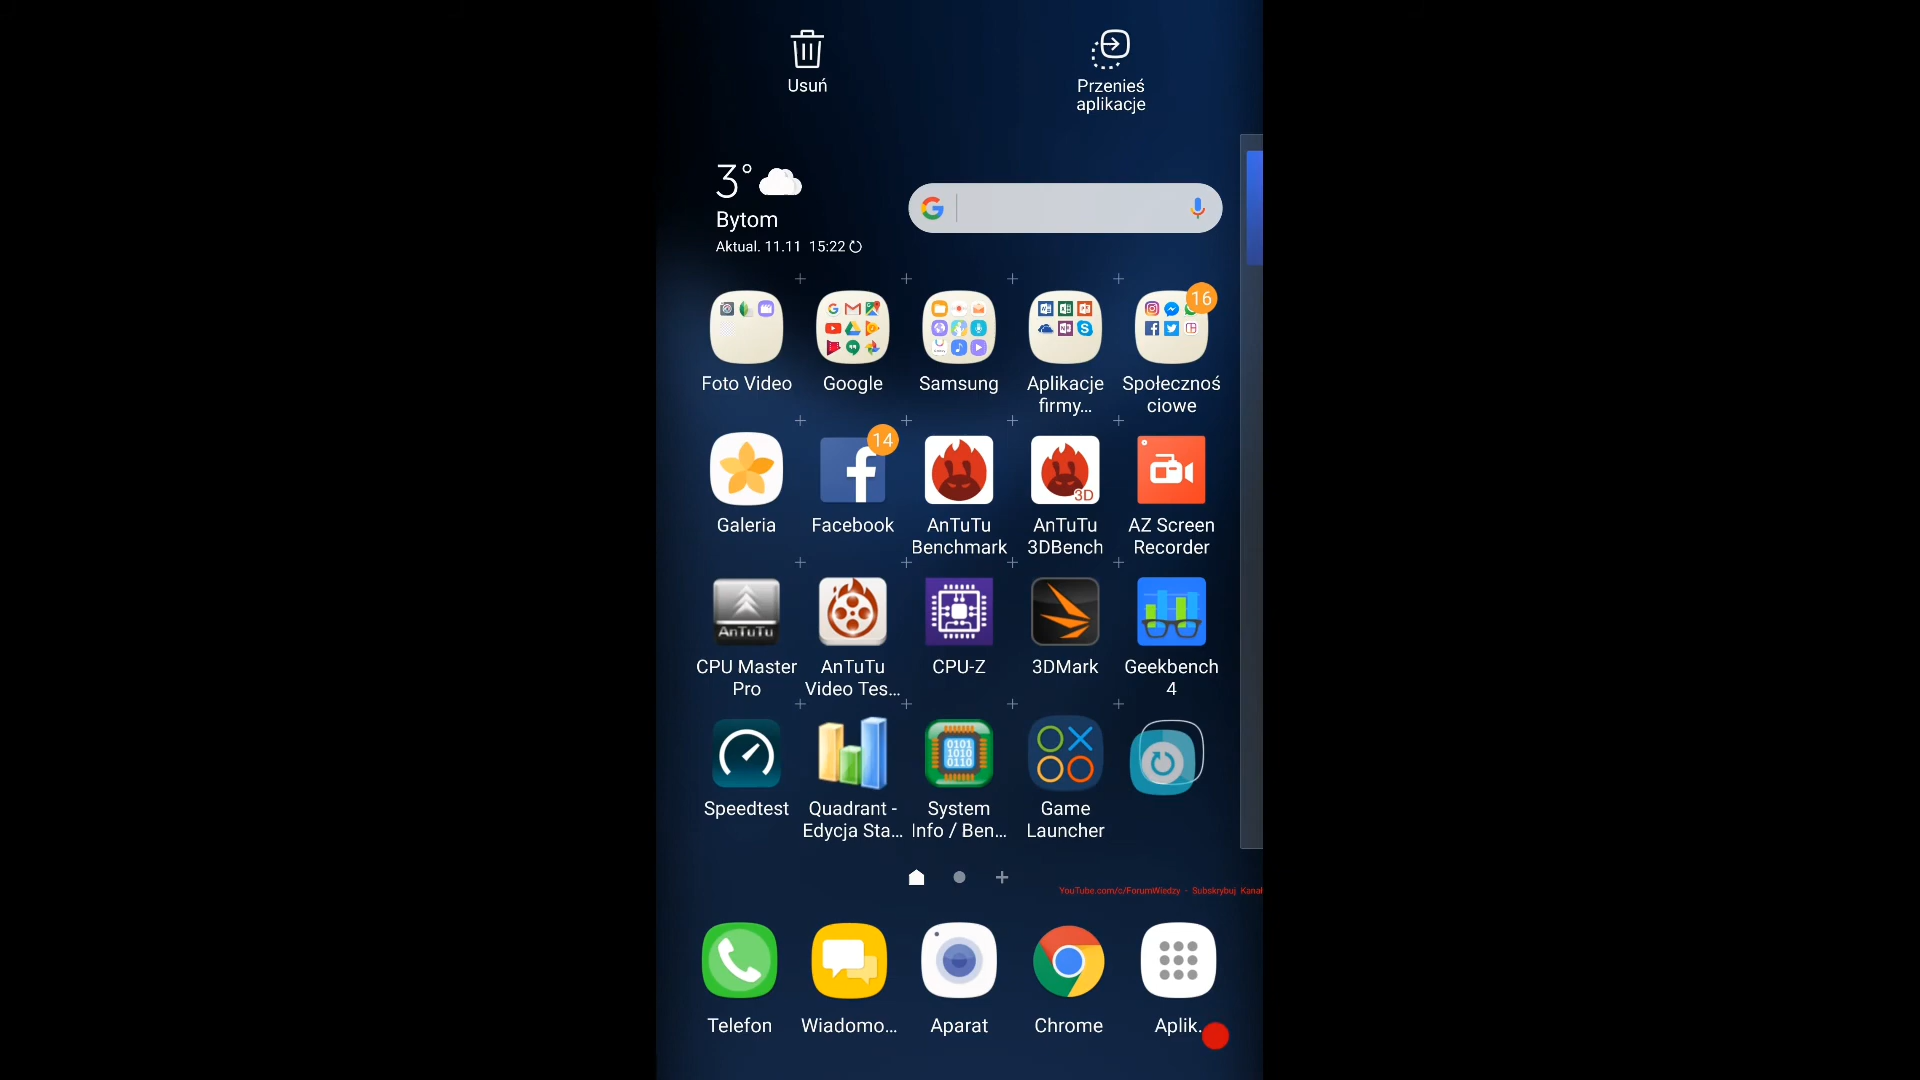 Usuń
Przenieś
aplikacje
3°
Bytom
Aktual. 11.11 15:22
16
Foto Video
Google
Samsung
Aplikacje
firmy...
Społecznoś
ciowe
14
3D
Galeria
Facebook
AnTuTu
Benchmark
AnTuTu
3DBench
AZ Screen
Recorder
AnTuTu
CPU Master
Pro
AnTuTu
Video Tes...
CPU-Z
3DMark
Geekbench
4
0101
1010
0110
Speedtest
Quadrant -
Edycja Sta...
System
Info / Ben...
Game
Launcher
YouTube.com/c/ForumWiedzy - Subskrybuj Kanał
Telefon
Wiadomo...
Aparat
Chrome
Aplik.